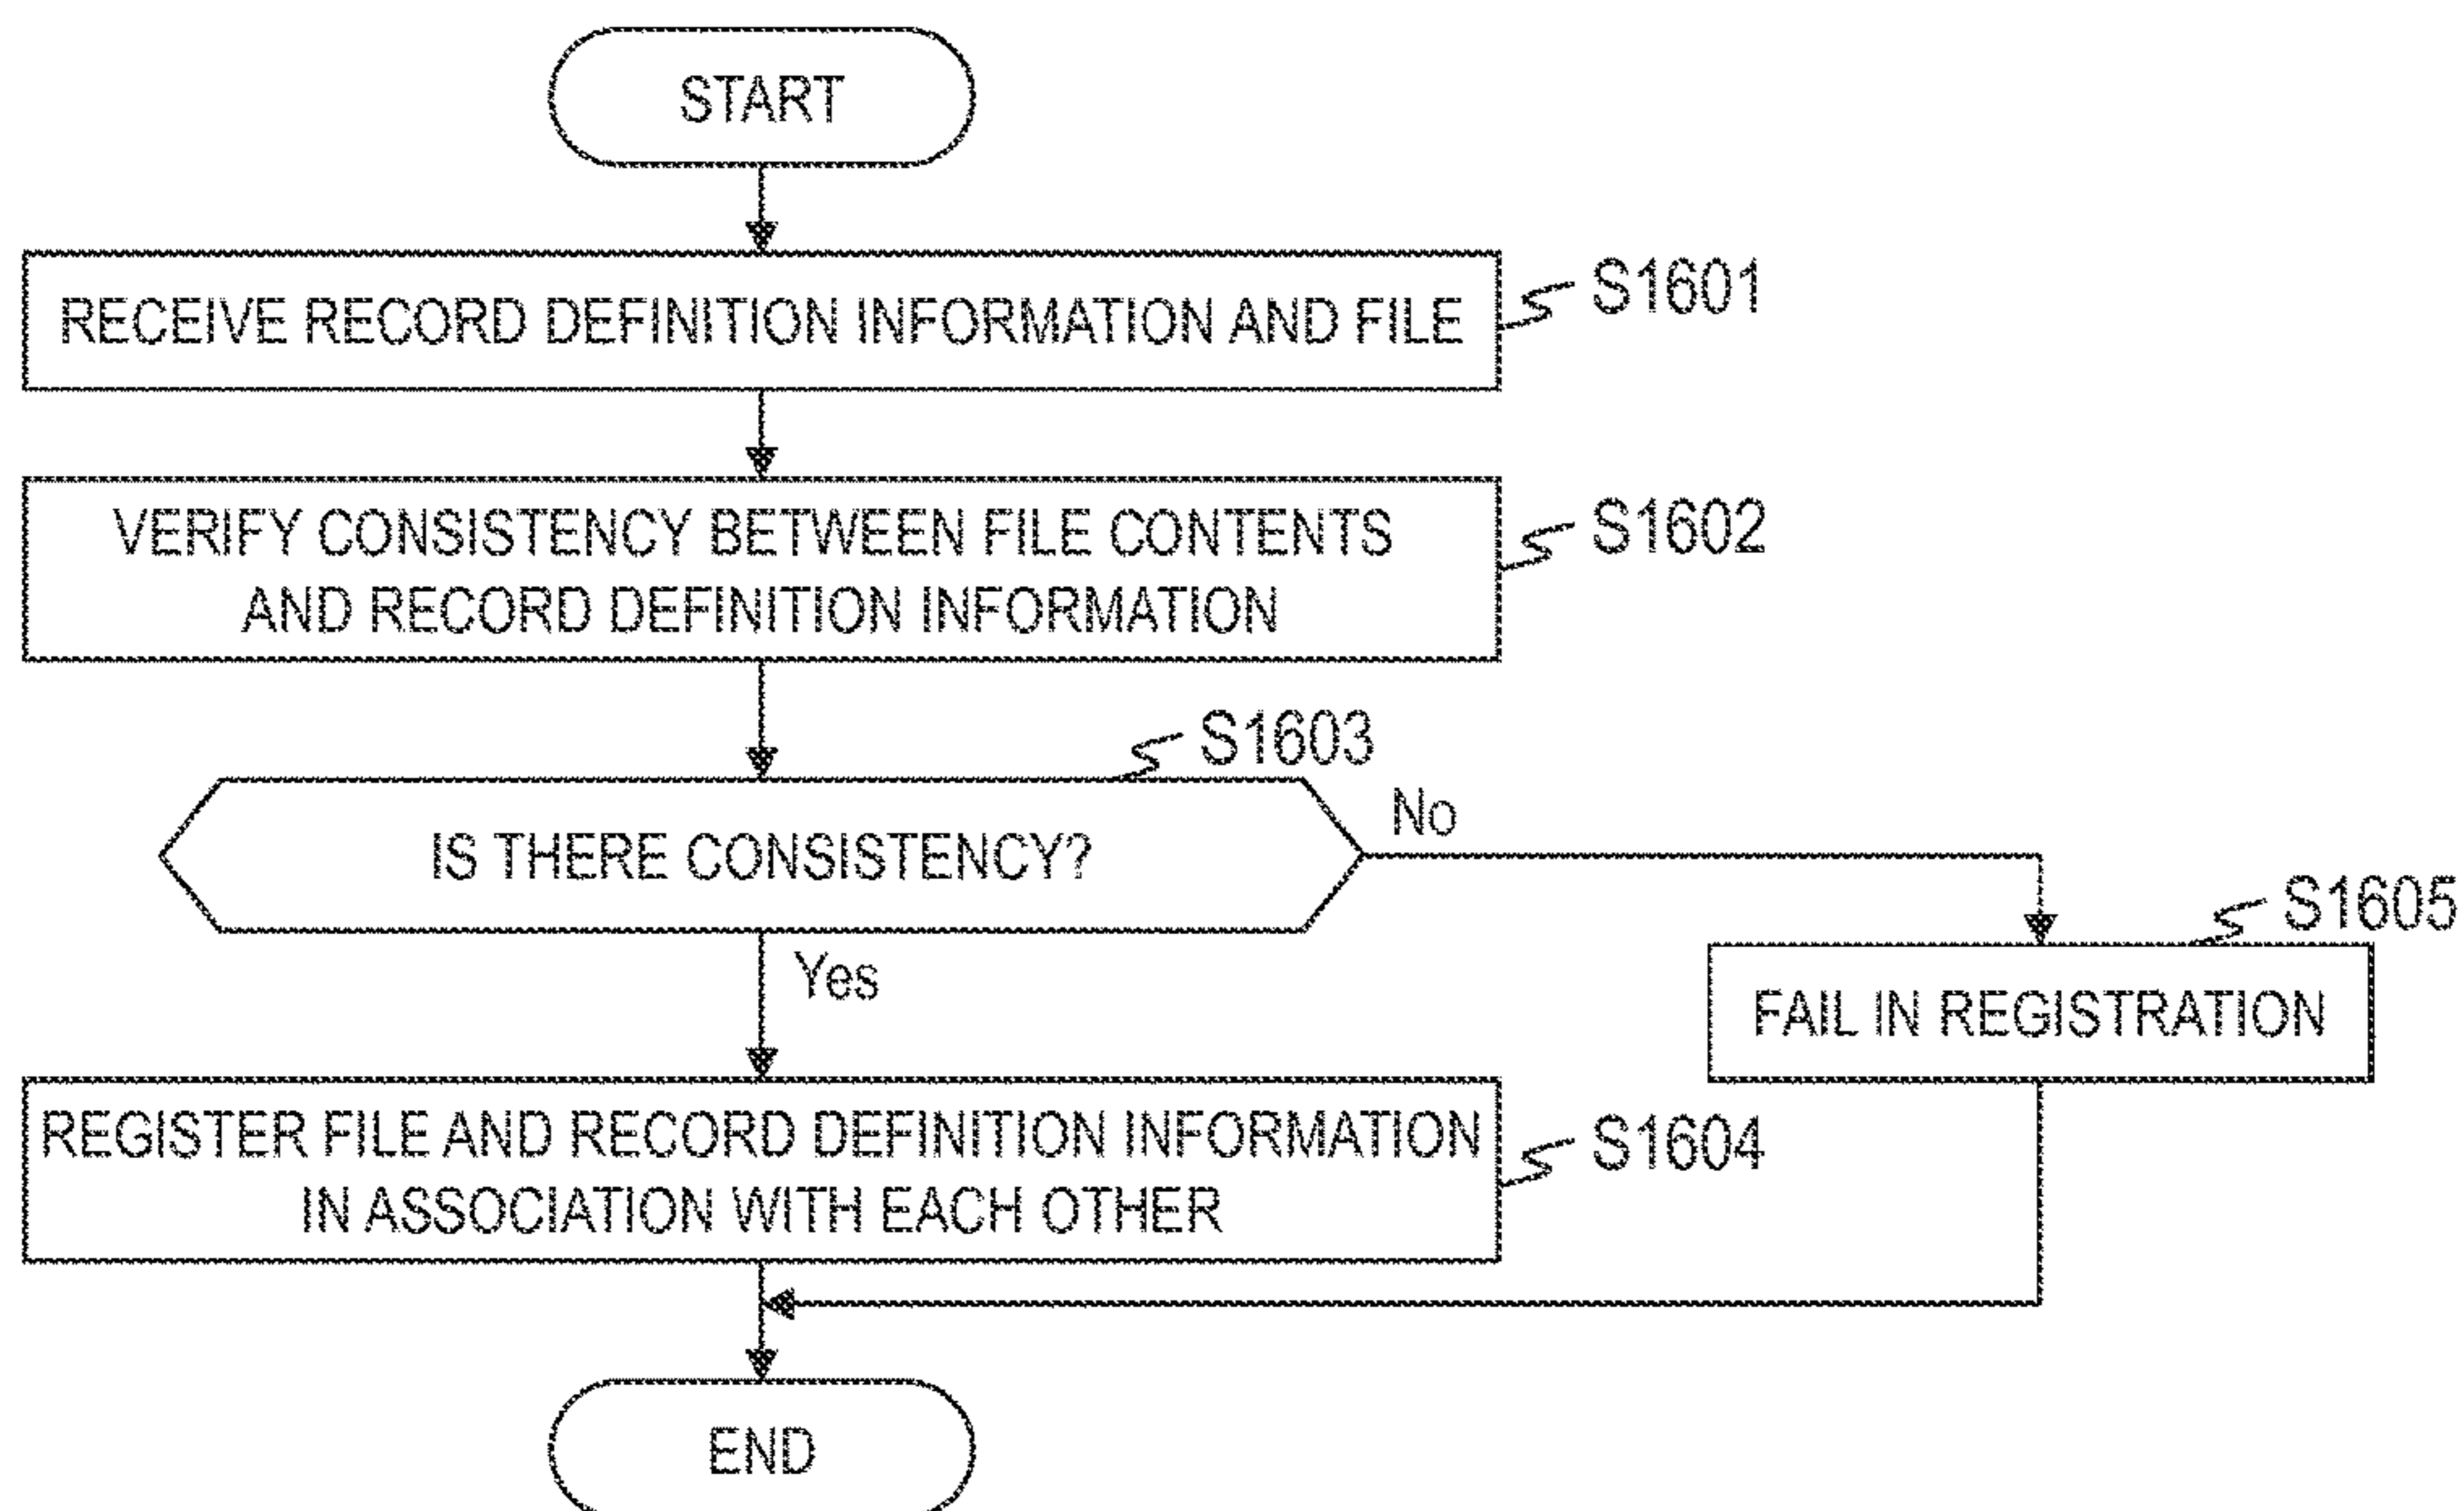 START
RECEIVE RECORD DEFINITION INFORMATION AND FILE
S1601
VERIFY CONSISTENCY BETWEEN FILE CONTENTS
AND RECORD DEFINITION INFORMATION
S1602
S1603
IS THERE CONSISTENCY?
No
Yes
S1605
FAIL IN REGISTRATION
REGISTER FILE AND RECORD DEFINITION INFORMATION
IN ASSOCIATION WITH EACH OTHER
S1604
END